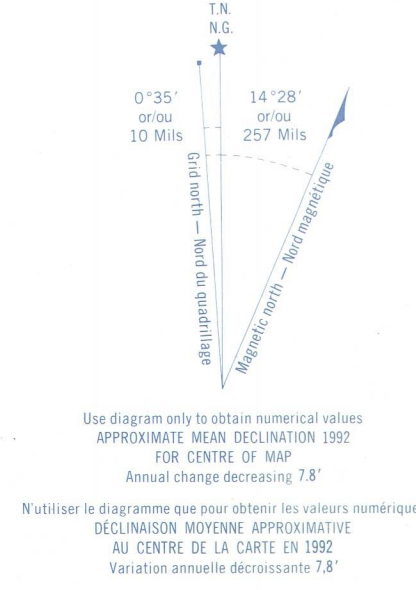 T.N.
N.G.
0°35′
or/ou
10 Mils
14°28′
or/ou
257 Mils
Grid north — Nord du quadrillage
Magnetic north — Nord magnétique
Use diagram only to obtain numerical values
APPROXIMATE MEAN DECLINATION 1992
FOR CENTRE OF MAP
Annual change decreasing 7.8′
N'utiliser le diagramme que pour obtenir les valeurs numérique
DÉCLINAISON MOYENNE APPROXIMATIVE
AU CENTRE DE LA CARTE EN 1992
Variation annuelle décroissante 7,8′